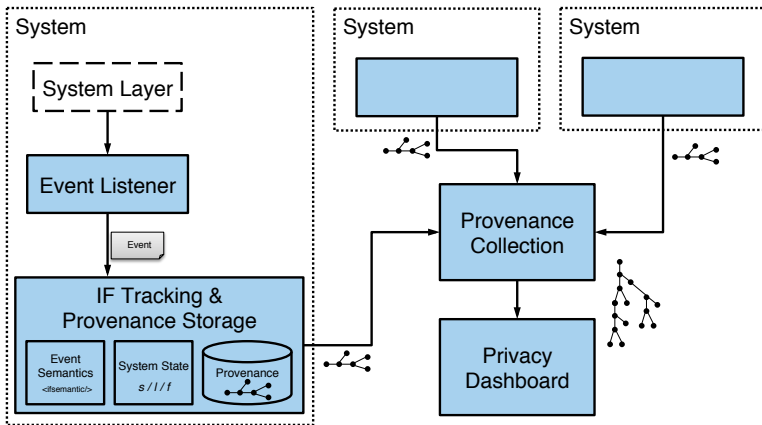 System
System Layer
Event Listener
Event
IF Tracking &
Provenance Storage
Event
Semantics
<ifsemantic/>
System State
s / l / f
Provenance
System
System
Provenance
Collection
Privacy
Dashboard